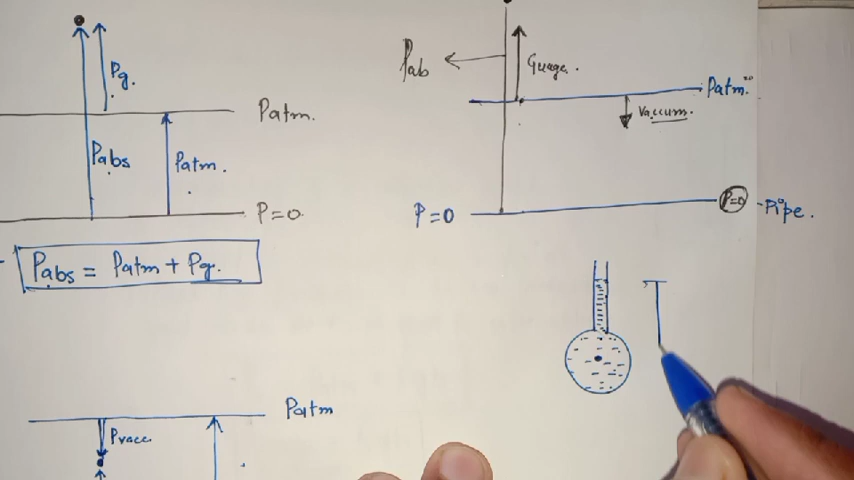 Pg.
Patm.
Pabs
Patm.
P=0.
Pabs = Patm + Pg.
Patm
Pvacc.
Pab
Guage.
Patm.
Vaccum.
P=0
P=0
Pipe.